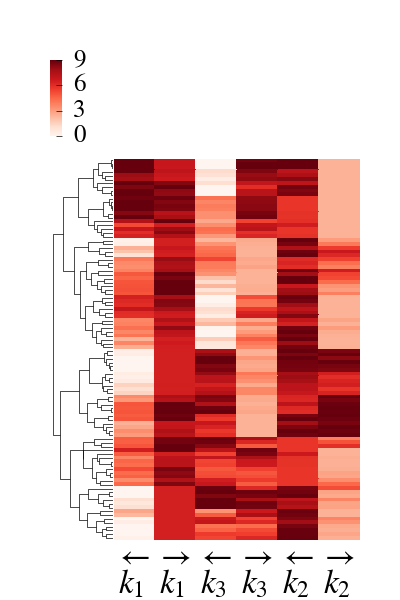 9
6
3
0
← → ← → ← →
k₁ k₁ k₃ k₃ k₂ k₂